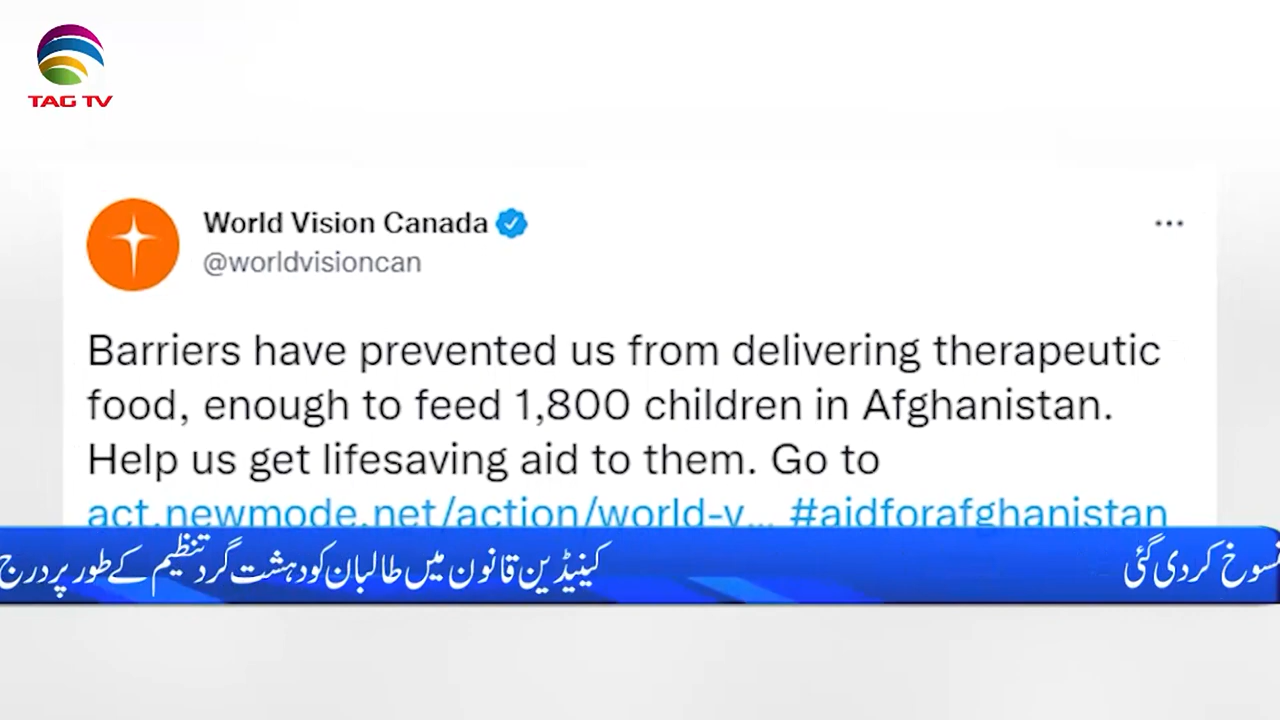 TAG TV
World Vision Canada
@worldvisioncan
Barriers have prevented us from delivering therapeutic
food, enough to feed 1,800 children in Afghanistan.
Help us get lifesaving aid to them. Go to
act.newmode.net/action/world-v... #aidforafghanistan
کر دی گئی
کینیڈین قانون میں طالبان کو دہشت گرد تنظیم کے طور پر درج